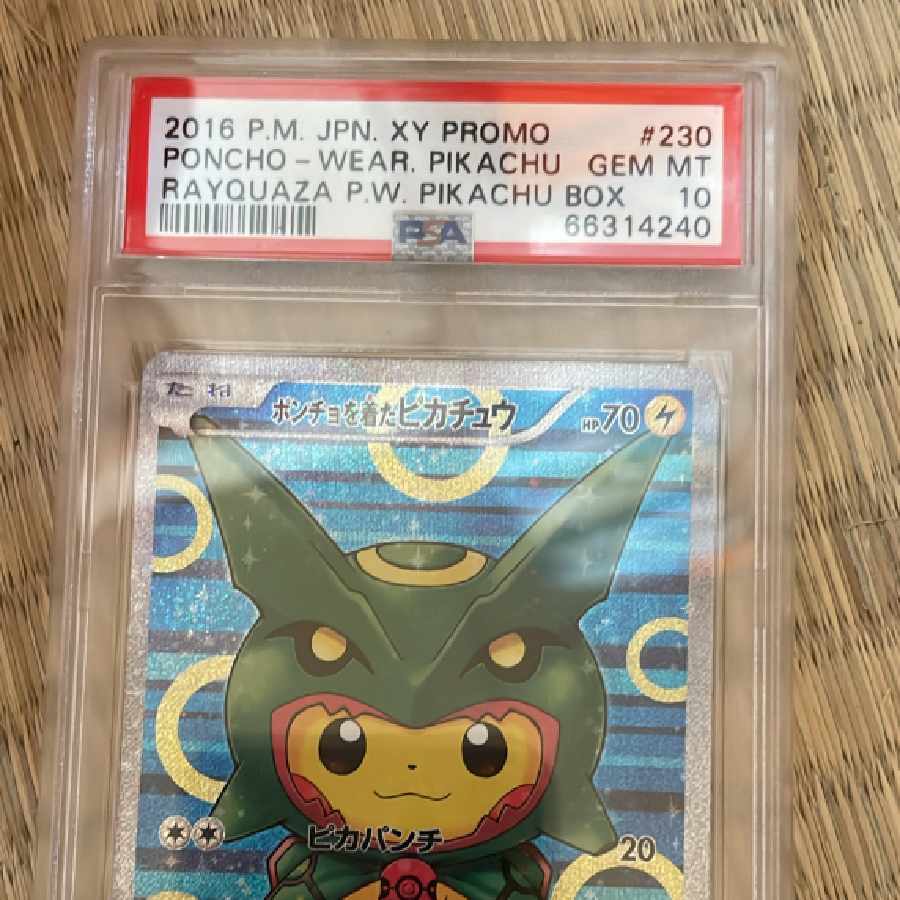 2016 P.M. JPN. XY PROMO #230
PONCHO-WEAR. PIKACHU GEM MT
RAYQUAZA P.W. PIKACHU BOX 10
PSA 66314240
たね ポンチョを着たピカチュウ HP70
ピカパンチ 20